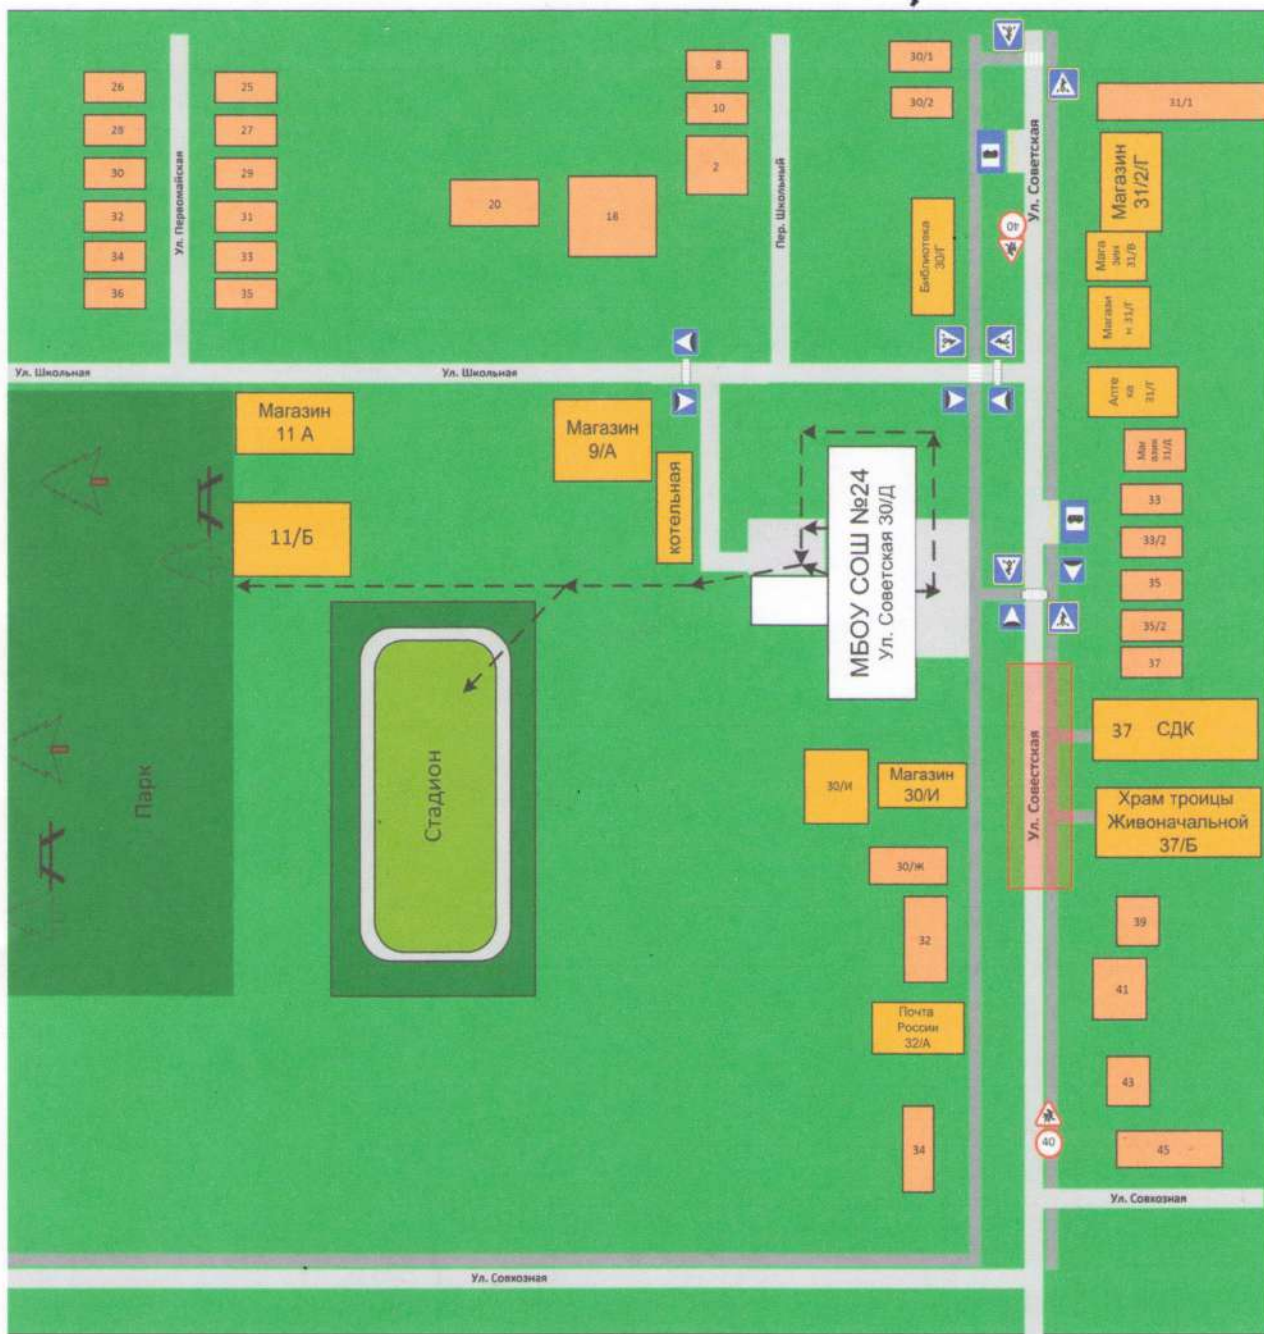 26
28
30
32
34
36
Ул. Первомайская
25
27
29
31
33
35
20
18
8
10
2
Пер. Школьный
30/1
30/2
Библиотека
30/Г
Ул. Советская
40
31/1
Магазин
31/2/Г
Мага
зин
31/В
Магази
н 31/Г
Апте
ка
31/Г
Маг
азин
31/Д
33
33/2
35
35/2
37
Ул. Школьная
Ул. Школьная
Магазин
11 А
11/Б
Магазин
9/А
котельная
МБОУ СОШ №24
Ул. Советская 30/Д
Парк
Стадион
30/И
Магазин
30/И
30/Ж
32
Почта
России
32/А
34
Ул. Совестская
37 СДК
Храм троицы
Живоначальной
37/Б
39
41
43
40
45
Ул. Совхозная
Ул. Совхозная